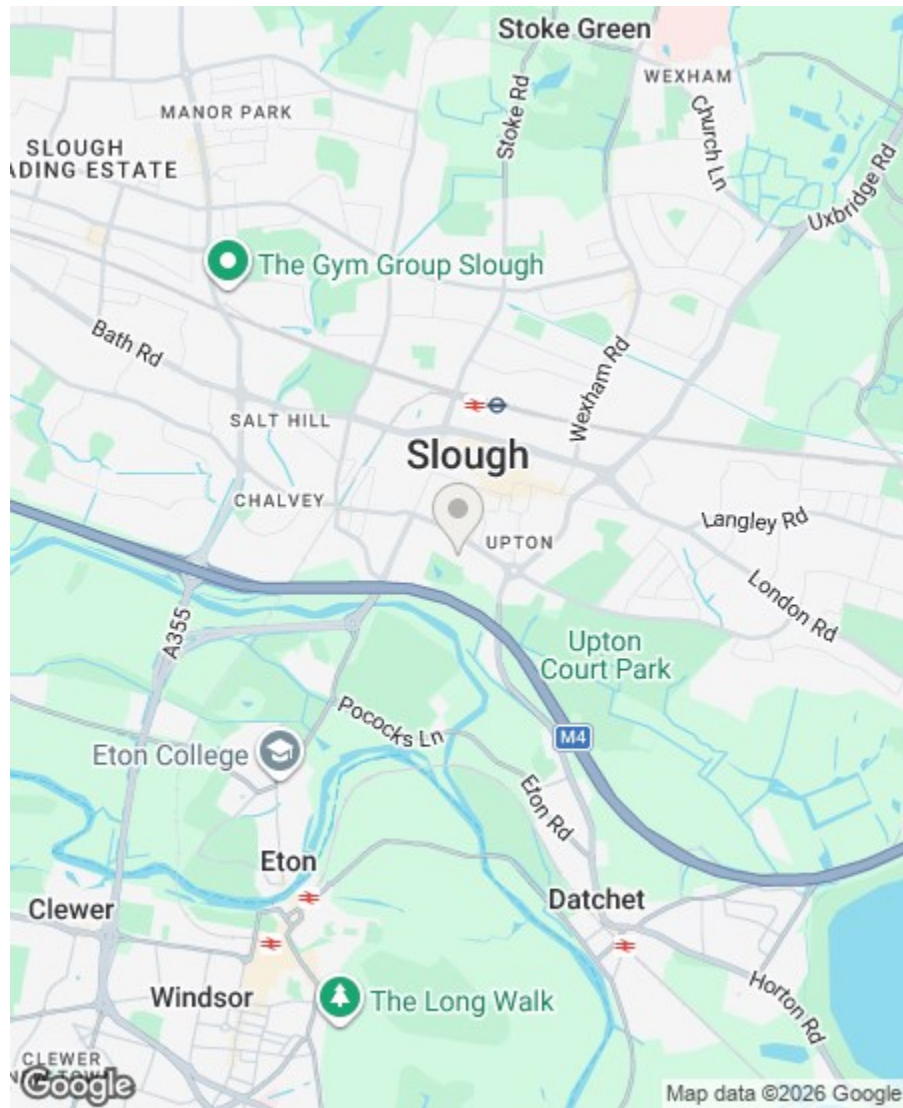 Stoke Green
WEXHAM
MANOR PARK
Stoke Rd
Church Ln
SLOUGH
ADING ESTATE
Uxbridge Rd
The Gym Group Slough
Bath Rd
Wexham Rd
SALT HILL
Slough
CHALVEY
Langley Rd
UPTON
London Rd
A355
Upton
Court Park
Pococks Ln
M4
Eton College
Eton Rd
Eton
Datchet
Clewer
Windsor
The Long Walk
Horton Rd
CLEWER
Google
Map data ©2026 Google